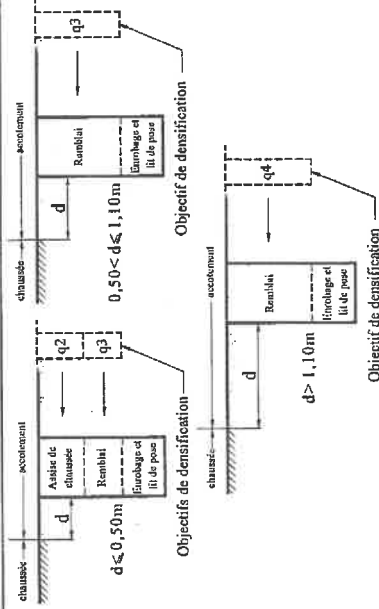 chaussée
accotement
Assise de
chaussée
q2
Remblai
q3
Enrobage et
lit de pose
d
d⩽0,50m
Objectifs de densification
chaussée
accotement
q3
Remblai
Enrobage et
lit de pose
d
0,50< d⩽ 1,10m
Objectif de densification
chaussée
accotement
q4
Remblai
Enrobage et
lit de pose
d
d> 1,10m
Objectif de densification